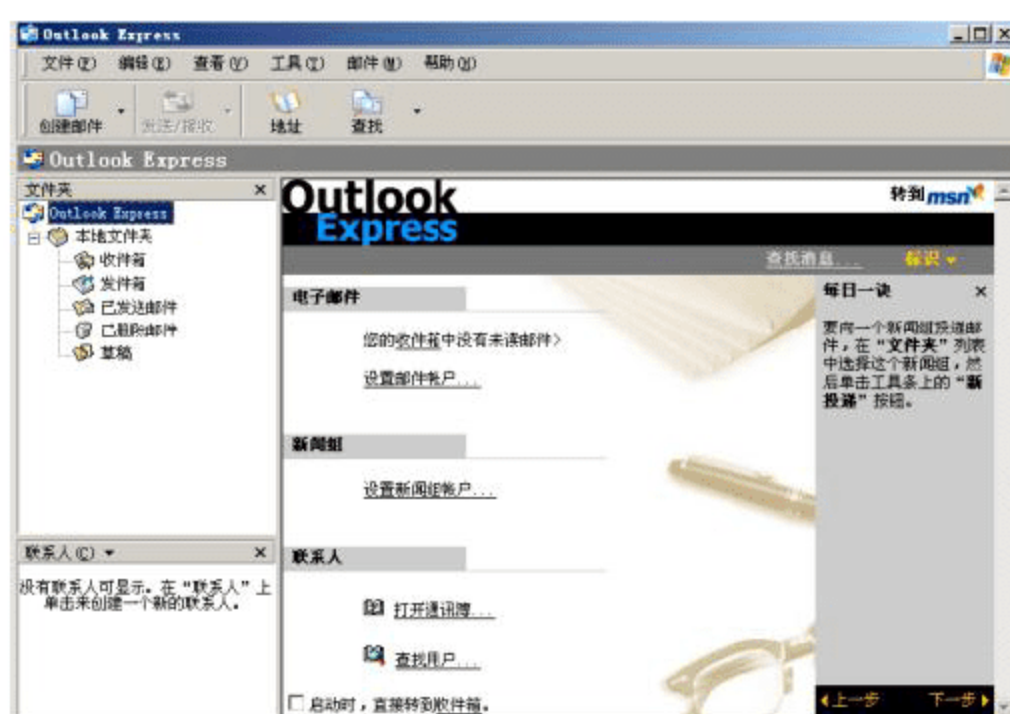 Outlook Express
文件(F) 编辑(E) 查看(V) 工具(T) 邮件(M) 帮助(H)
创建邮件 发送/接收 地址 查找
Outlook Express
文件夹 ×
Outlook Express
本地文件夹
收件箱
发件箱
已发送邮件
已删除邮件
草稿
联系人(C) ×
没有联系人可显示。在“联系人”上
单击来创建一个新的联系人。
Outlook
Express
转到 msn
查找消息... 标识
电子邮件
您的收件箱中没有未读邮件>
设置邮件帐户...
新闻组
设置新闻组帐户...
联系人
打开通讯簿...
查找用户...
启动时，直接转到收件箱。
每日一诀 ×
要向一个新闻组投递邮
件，在“文件夹”列表
中选择这个新闻组，然
后单击工具条上的“新
投递”按钮。
上一步 下一步